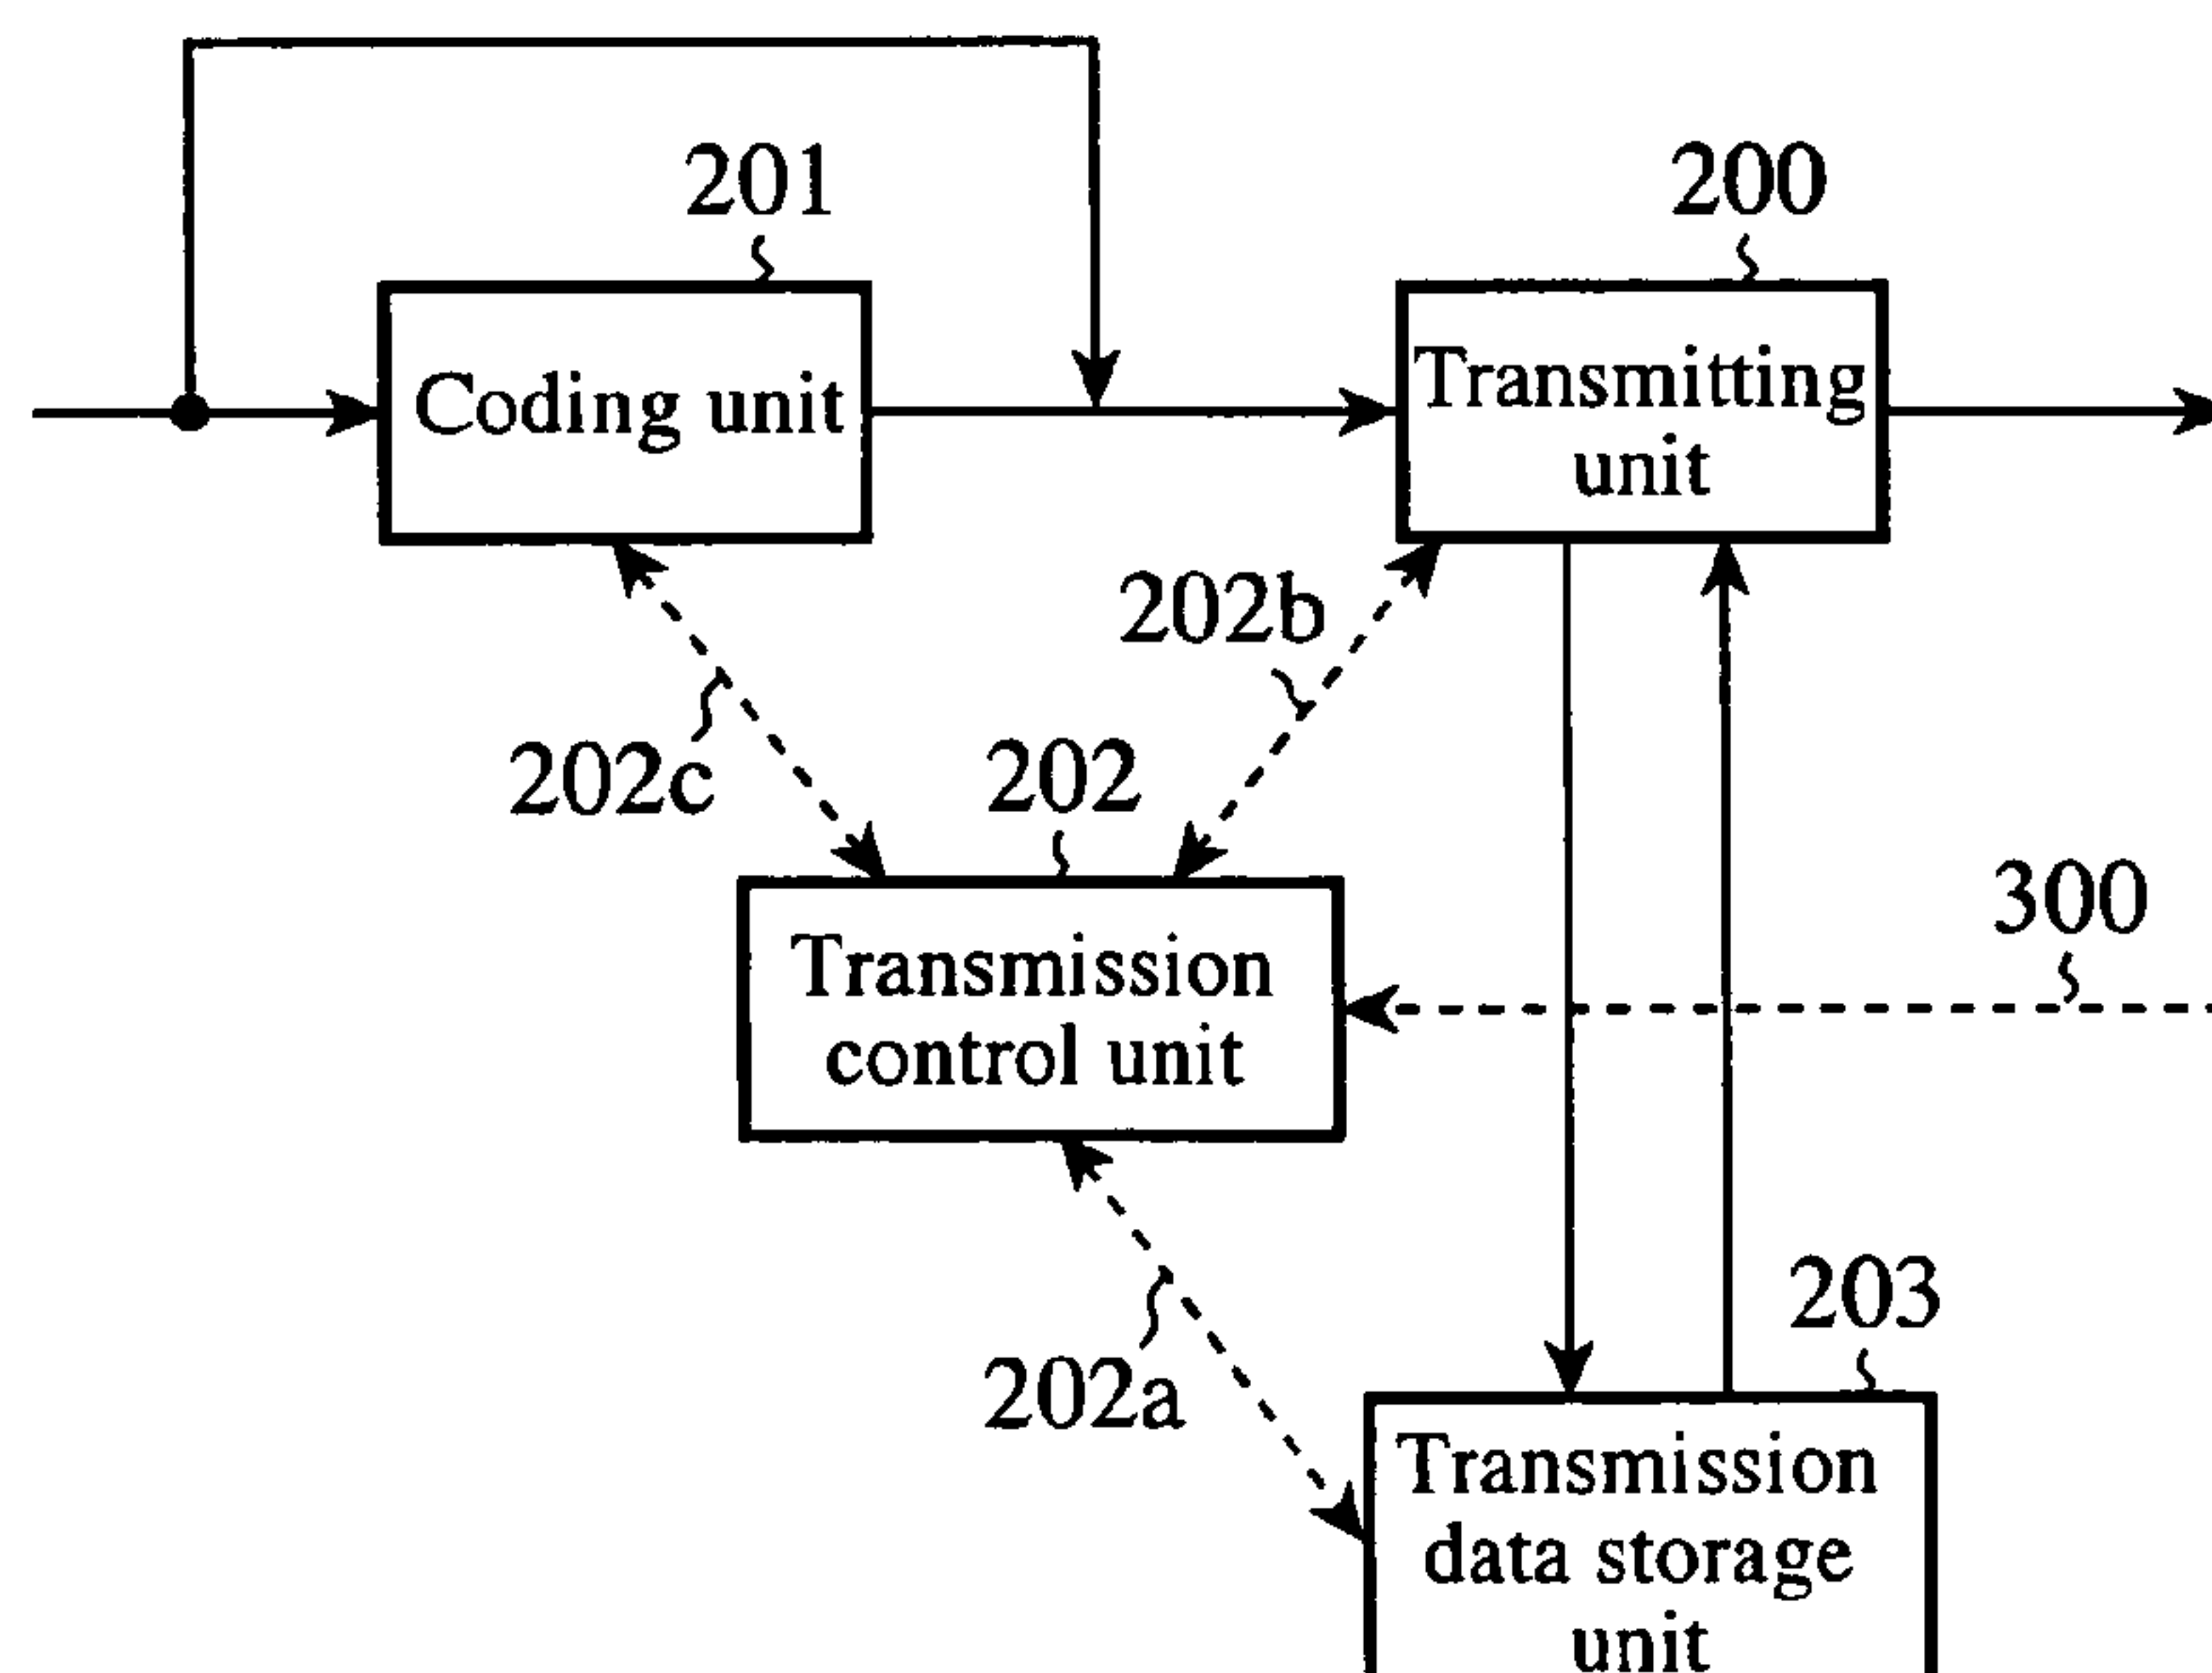 201
200
Coding unit
Transmitting
unit
202b
202c
202
300
Transmission
control unit
203
202a
Transmission
data storage
unit